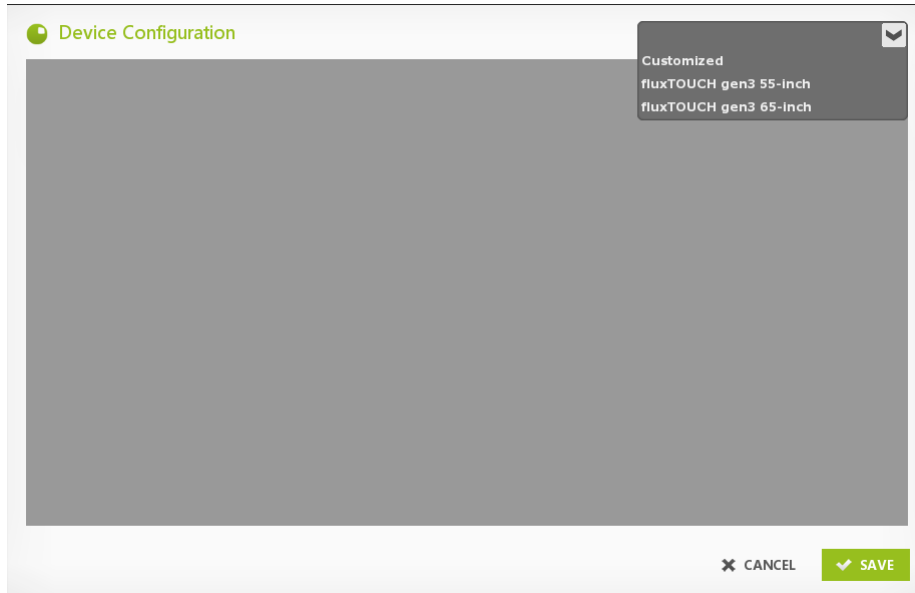 Device Configuration
Customized
fluxTOUCH gen3 55-inch
fluxTOUCH gen3 65-inch
CANCEL
SAVE